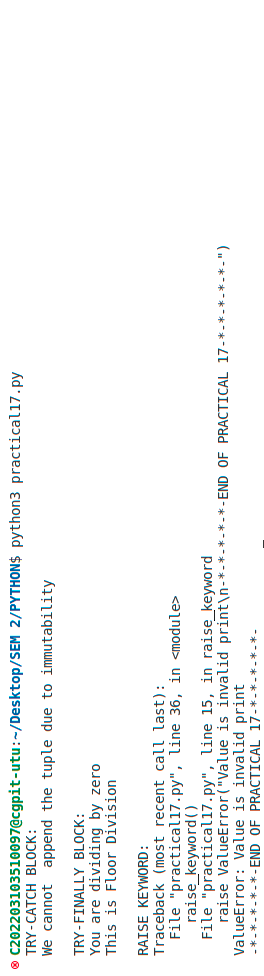 ⊗ C202203103510097@cgpit-utu:~/Desktop/SEM 2/PYTHON$ python3 practical17.py
TRY-CATCH BLOCK:
We cannot  append the tuple due to immutability
TRY-FINALLY BLOCK:
You are dividing by zero
This is Floor Division
RAISE KEYWORD:
Traceback (most recent call last):
  File "practical17.py", line 36, in <module>
    raise_keyword()
  File "practical17.py", line 15, in raise_keyword
    raise ValueError("Value is invalid print\n-*-*-*-*-*-END OF PRACTICAL 17-*-*-*-*-*-")
ValueError: Value is invalid print
-*-*-*-*-*-END OF PRACTICAL 17-*-*-*-*-*-